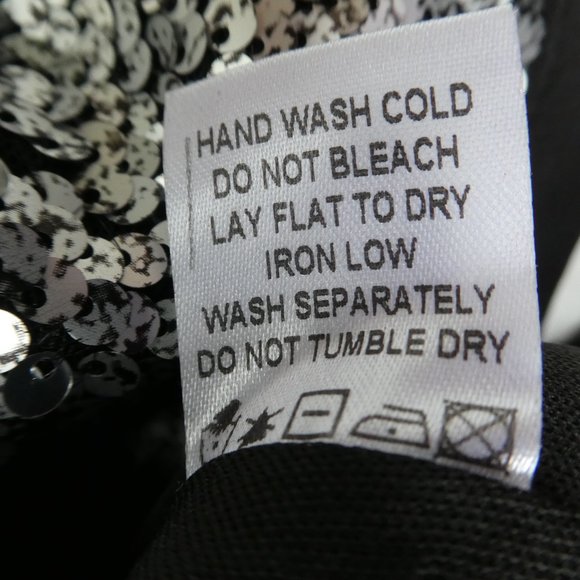 HAND WASH COLD
DO NOT BLEACH
LAY FLAT TO DRY
IRON LOW
WASH SEPARATELY
DO NOT TUMBLE DRY